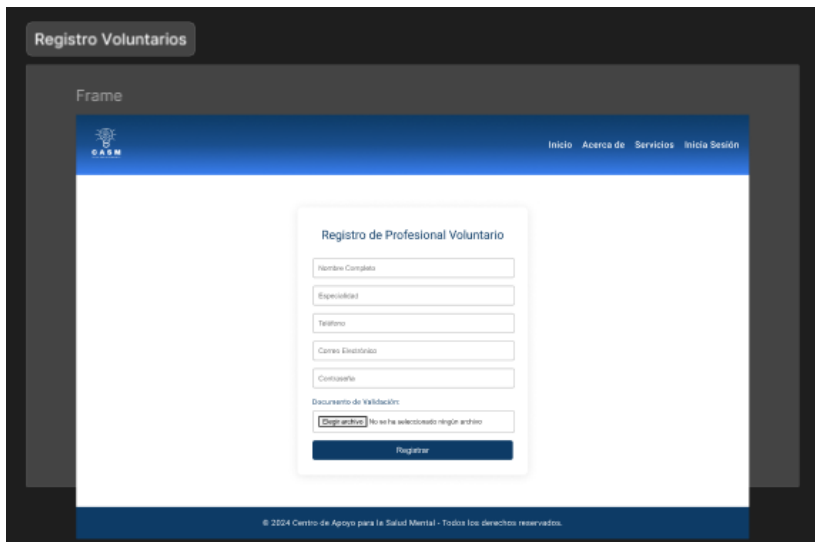 Registro Voluntarios
Frame
CASM
Inicio Acerca de Servicios Inicia Sesión
Registro de Profesional Voluntario
Nombre Completo
Especialidad
Teléfono
Correo Electrónico
Contraseña
Documento de Validación:
Elegir archivo No se ha seleccionado ningún archivo
Registrar
© 2024 Centro de Apoyo para la Salud Mental - Todos los derechos reservados.